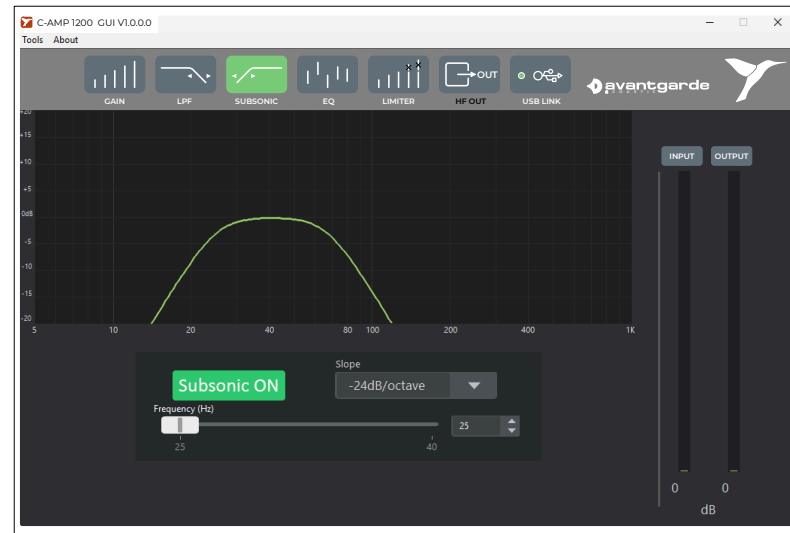 C-AMP 1200 GUI V1.0.0.0
Tools About
OUT
GAIN LPF SUBSONIC EQ LIMITER HF OUT USB LINK
avantgarde
+20
+15
+10
+5
0dB
-5
-10
-15
-20
5 10 20 40 80 100 200 400 1K
INPUT OUTPUT
Subsonic ON
Slope
-24dB/octave
Frequency (Hz)
25
25 40
0 0
dB